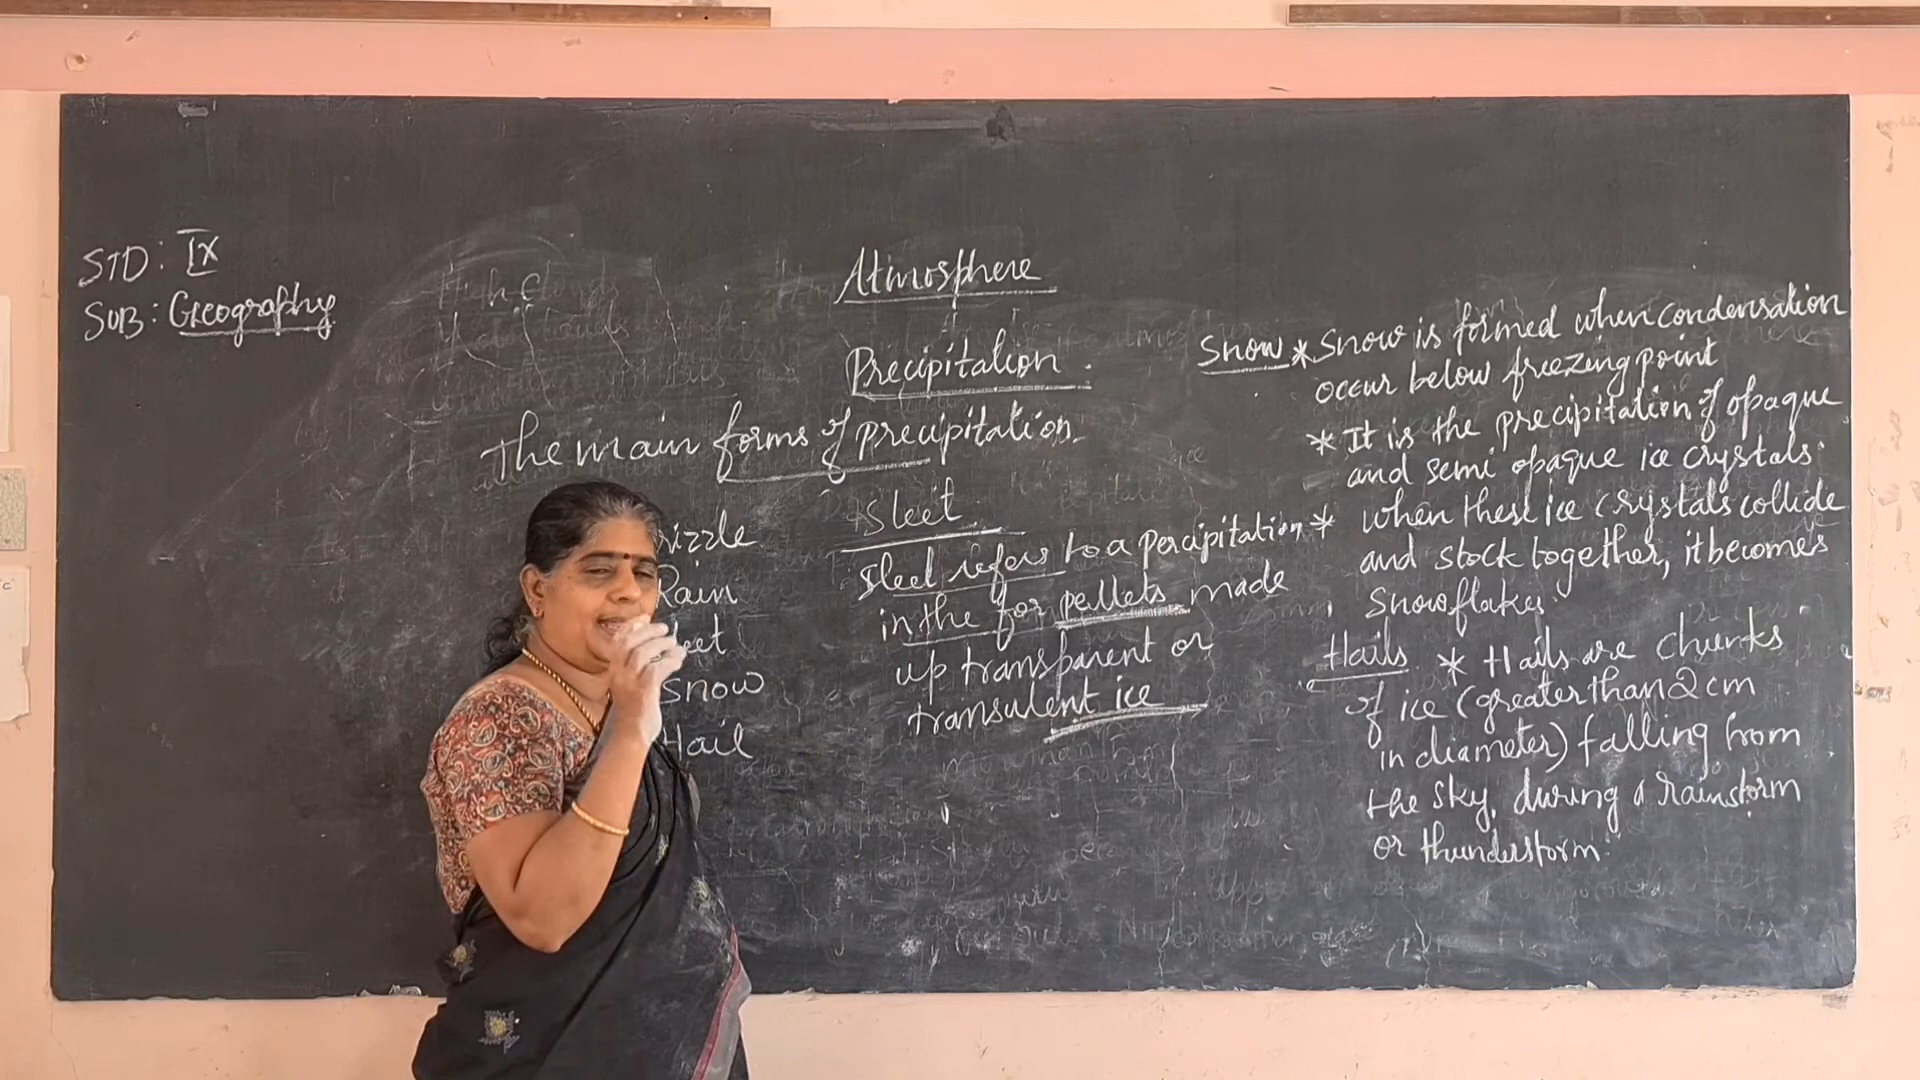 STD: IX
SUB: Geography
Atmosphere
Precipitation.
The main forms of precipitation
rizzle
Rain
eet
Snow
Hail
Sleet
Sleet refers to a percipitation
in the for pellets made
up transparent or
transulent ice
Snow * Snow is formed when condensation
occur below freezing point
* It is the precipitation of opaque
and semi opaque ice crystals.
* when these ice crystals collide
and stock together, it becomes
Snowflakes.
Hails * Hails are chunks
of ice (greater than 2 cm
in diameter) falling from
the sky, during a rainstorm
or thunderstorm.